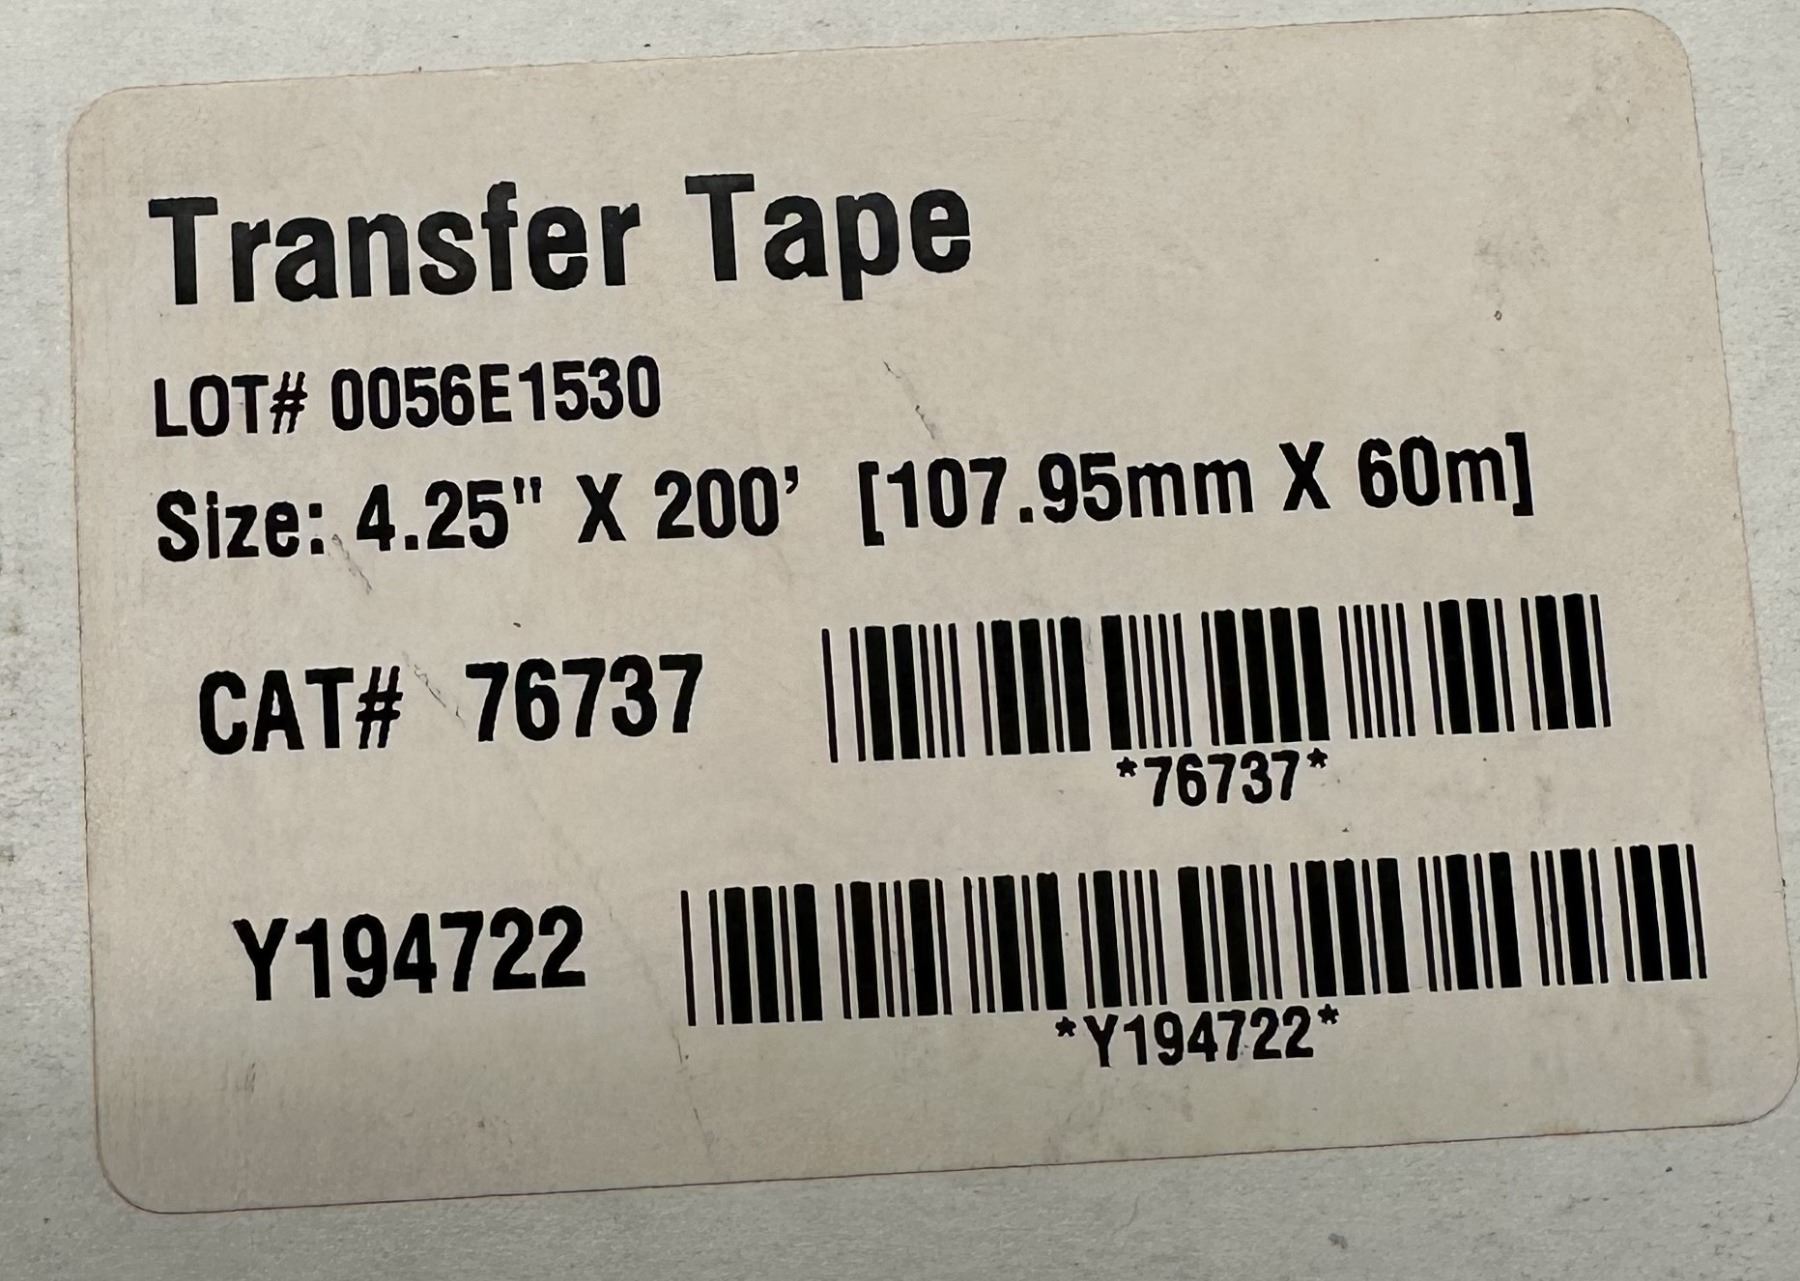 Transfer Tape
LOT# 0056E1530
Size: 4.25" X 200' [107.95mm X 60m]
CAT# 76737
*76737*
Y194722
*Y194722*